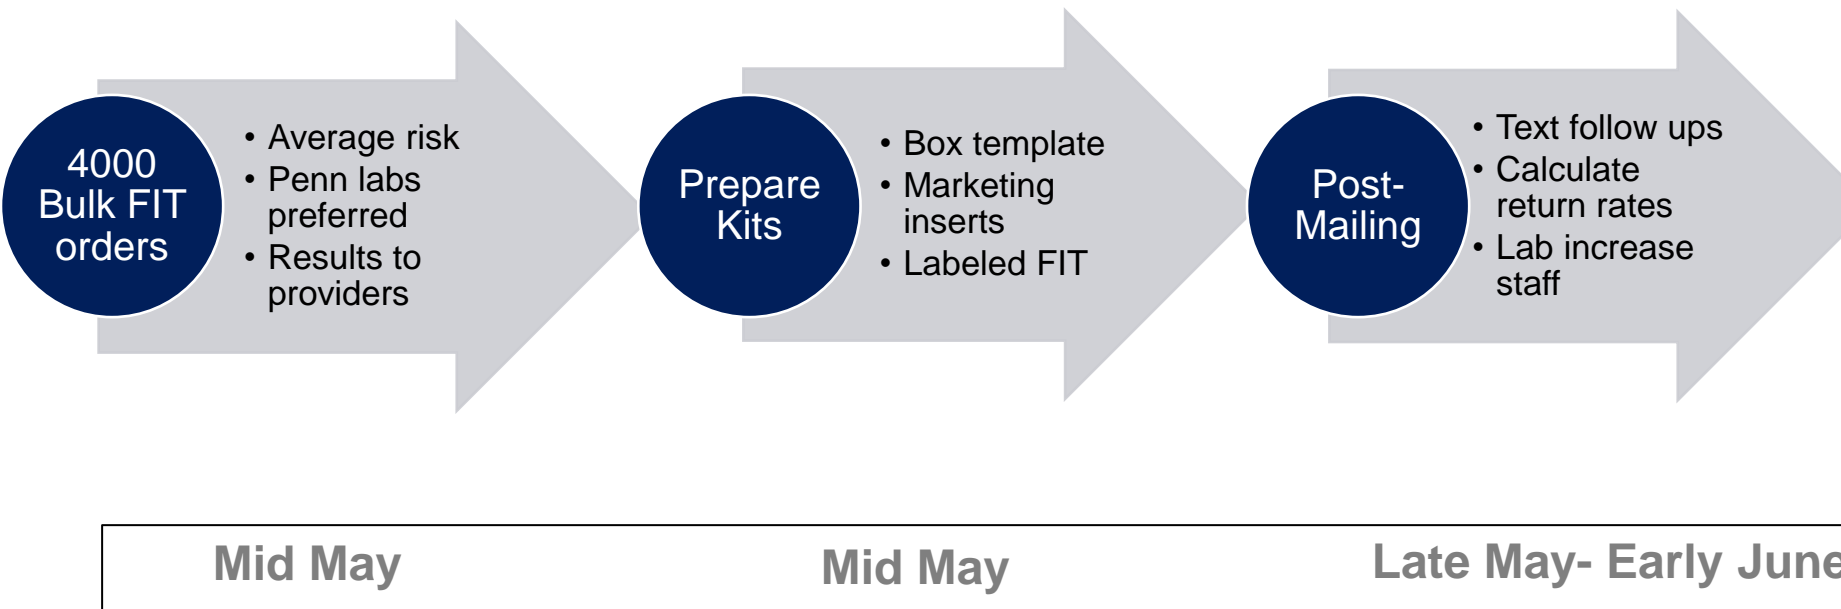 4000
Bulk FIT
orders
• Average risk
• Penn labs
preferred
• Results to
providers
Prepare
Kits
• Box template
• Marketing
inserts
• Labeled FIT
Post-
Mailing
• Text follow ups
• Calculate
return rates
• Lab increase
staff
Mid May
Mid May
Late May- Early June